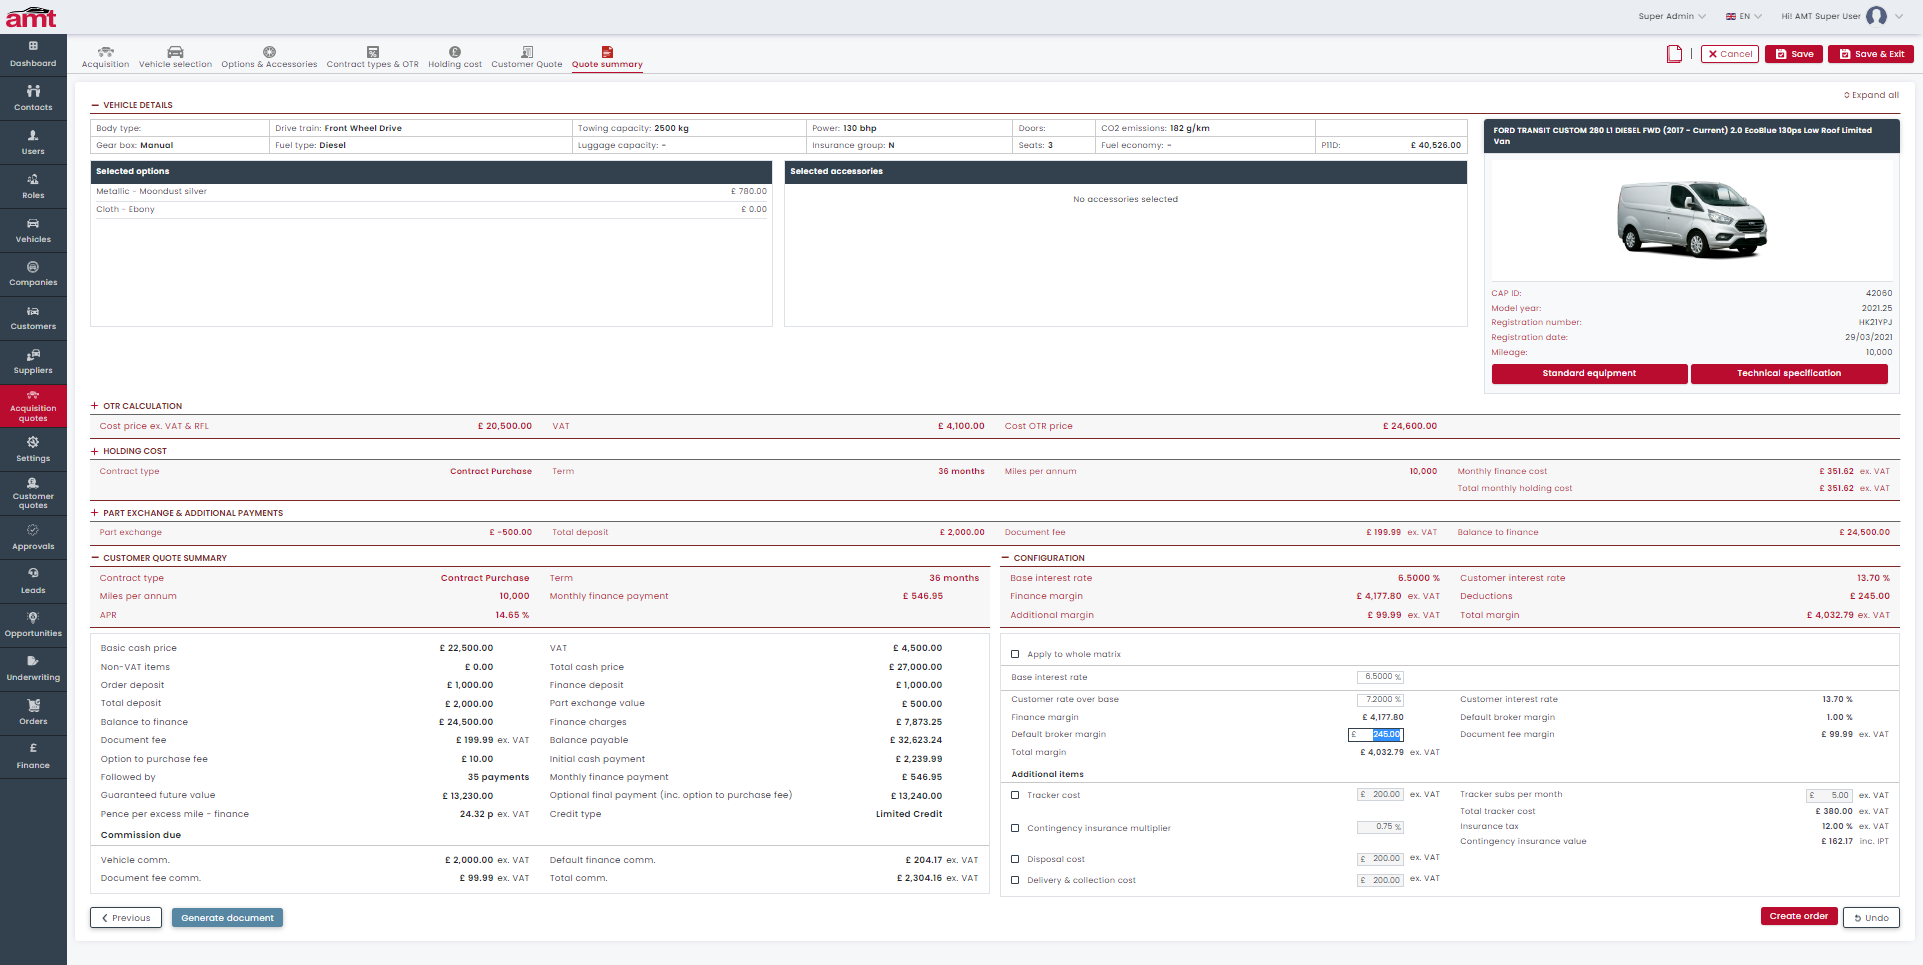 amt
Super Admin
EN
Hi! AMT Super User
Dashboard
Contacts
Users
Roles
Vehicles
Companies
Customers
Suppliers
Acquisition
quotes
Settings
Customer
quotes
Approvals
Leads
Opportunities
Underwriting
Orders
Finance
Acquisition
Vehicle selection
Options & Accessories
Contract types & OTR
Holding cost
Customer Quote
Quote summary
Cancel
Save
Save & Exit
Expand all
VEHICLE DETAILS
Body type: Drive train: Front Wheel Drive Towing capacity: 2500 kg Power: 130 bhp Doors: CO2 emissions: 182 g/km
Gear box: Manual Fuel type: Diesel Luggage capacity: - Insurance group: N Seats: 3 Fuel economy: - P11D: £ 40,526.00
Selected options
Metallic - Moondust silver £ 780.00
Cloth - Ebony £ 0.00
Selected accessories
No accessories selected
FORD TRANSIT CUSTOM 280 L1 DIESEL FWD (2017 - Current) 2.0 EcoBlue 130ps Low Roof Limited
Van
CAP ID: 42060
Model year: 2021.25
Registration number: HK21YPJ
Registration date: 29/03/2021
Mileage: 10,000
Standard equipment
Technical specification
OTR CALCULATION
Cost price ex. VAT & RFL £ 20,500.00 VAT £ 4,100.00 Cost OTR price £ 24,600.00
HOLDING COST
Contract type Contract Purchase Term 36 months Miles per annum 10,000 Monthly finance cost £ 351.62 ex. VAT
Total monthly holding cost £ 351.62 ex. VAT
PART EXCHANGE & ADDITIONAL PAYMENTS
Part exchange £ -500.00 Total deposit £ 2,000.00 Document fee £ 199.99 ex. VAT Balance to finance £ 24,500.00
CUSTOMER QUOTE SUMMARY
Contract type Contract Purchase Term 36 months
Miles per annum 10,000 Monthly finance payment £ 546.95
APR 14.65 %
Basic cash price £ 22,500.00 VAT £ 4,500.00
Non-VAT items £ 0.00 Total cash price £ 27,000.00
Order deposit £ 1,000.00 Finance deposit £ 1,000.00
Total deposit £ 2,000.00 Part exchange value £ 500.00
Balance to finance £ 24,500.00 Finance charges £ 7,873.25
Document fee £ 199.99 ex. VAT Balance payable £ 32,623.24
Option to purchase fee £ 10.00 Initial cash payment £ 2,239.99
Followed by 35 payments Monthly finance payment £ 546.95
Guaranteed future value £ 13,230.00 Optional final payment (inc. option to purchase fee) £ 13,240.00
Pence per excess mile - finance 24.32 p ex. VAT Credit type Limited Credit
Commission due
Vehicle comm. £ 2,000.00 ex. VAT Default finance comm. £ 204.17 ex. VAT
Document fee comm. £ 99.99 ex. VAT Total comm. £ 2,304.16 ex. VAT
CONFIGURATION
Base interest rate 6.5000 % Customer interest rate 13.70 %
Finance margin £ 4,177.80 ex. VAT Deductions £ 245.00
Additional margin £ 99.99 ex. VAT Total margin £ 4,032.79 ex. VAT
Apply to whole matrix
Base interest rate 6.5000 %
Customer rate over base 7.2000 % Customer interest rate 13.70 %
Finance margin £ 4,177.80 Default broker margin 1.00 %
Default broker margin £ 245.00 Document fee margin £ 99.99 ex. VAT
Total margin £ 4,032.79 ex. VAT
Additional items
Tracker cost £ 200.00 ex. VAT Tracker subs per month £ 5.00 ex. VAT
Total tracker cost £ 380.00 ex. VAT
Contingency insurance multiplier 0.75 % Insurance tax 12.00 % ex. VAT
Contingency insurance value £ 162.17 inc. IPT
Disposal cost £ 200.00 ex. VAT
Delivery & collection cost £ 200.00 ex. VAT
Previous
Generate document
Create order
Undo